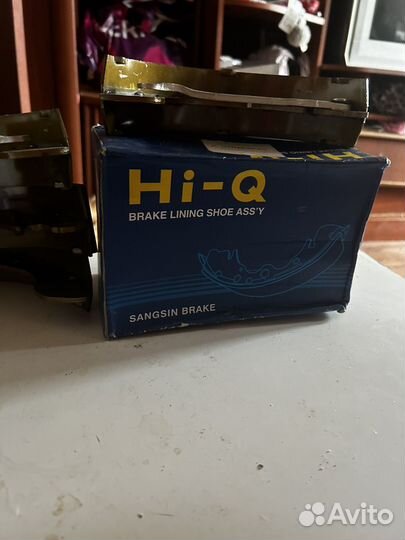 Hi-Q
BRAKE LINING SHOE ASS'Y
SANGSIN BRAKE
Avito